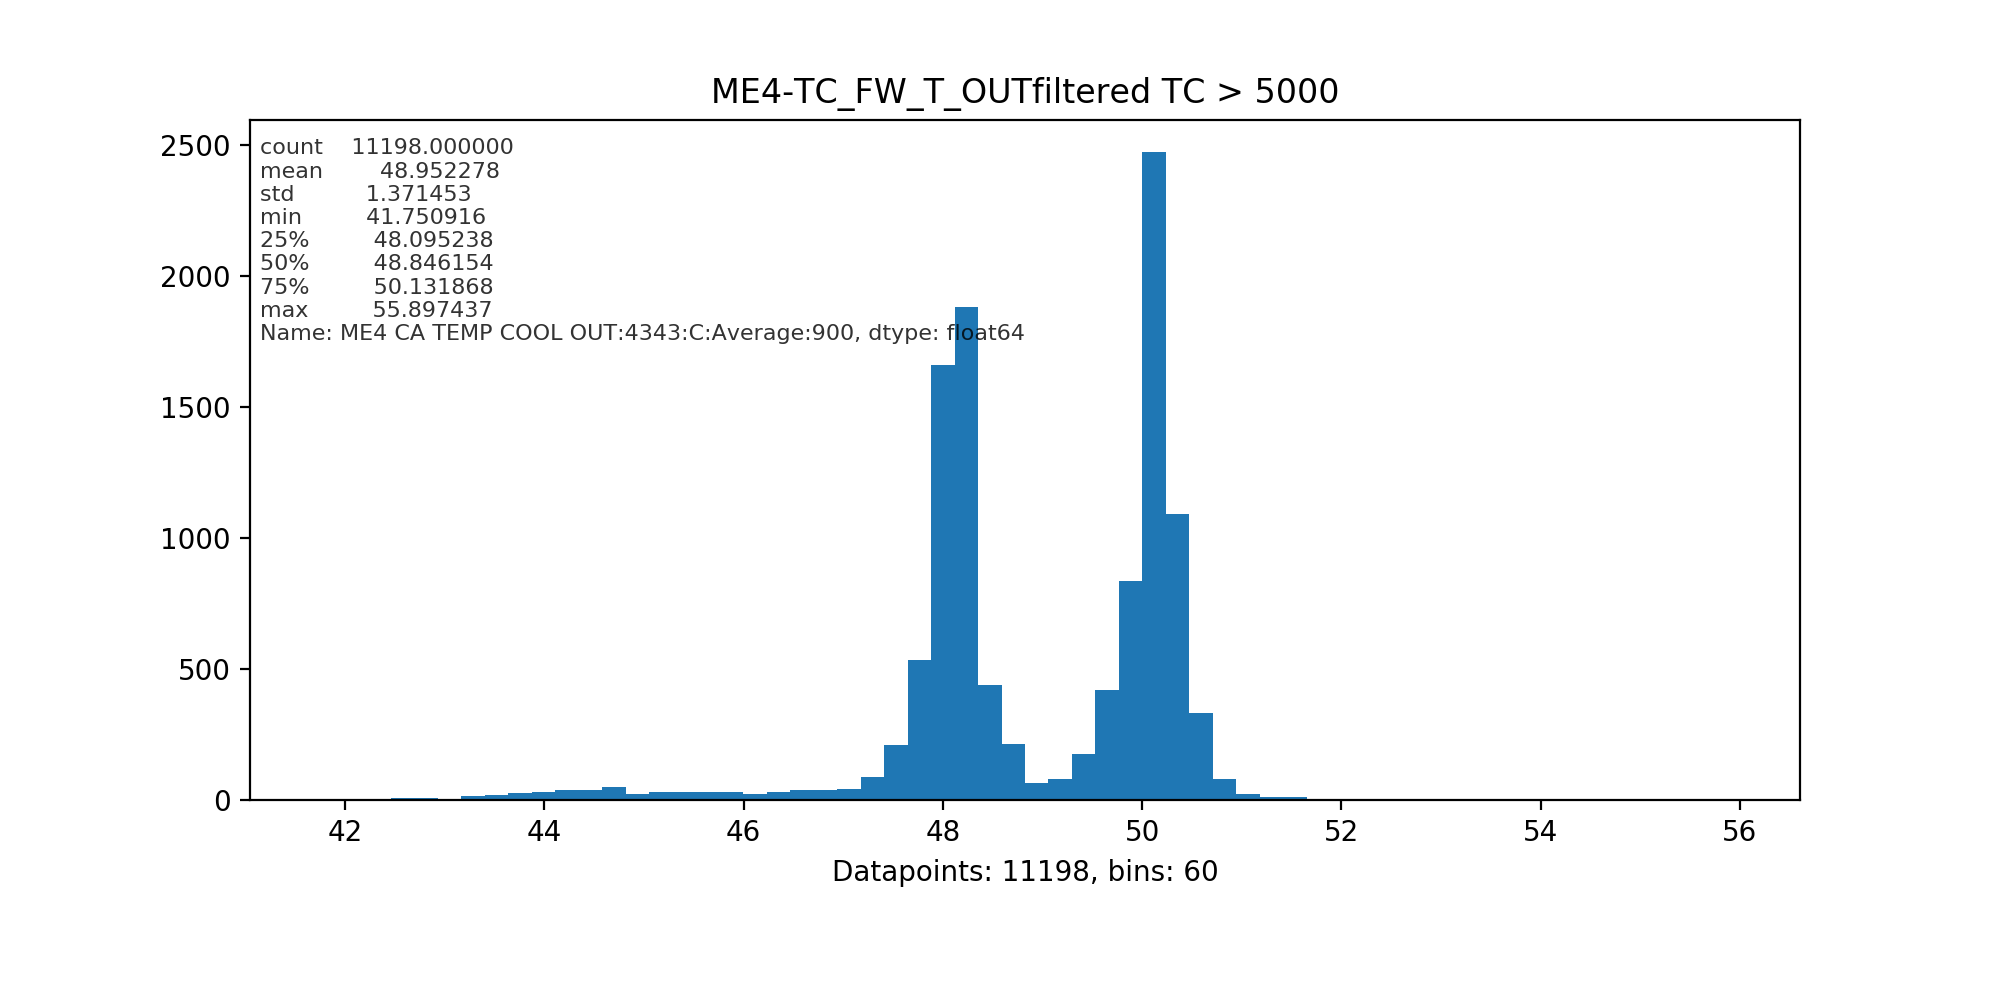 ME4-TC_FW_T_OUTfiltered TC > 5000
2500
2000
1500
1000
500
0
count 11198.000000
mean 48.952278
std 1.371453
min 41.750916
25% 48.095238
50% 48.846154
75% 50.131868
max 55.897437
Name: ME4 CA TEMP COOL OUT:4343:C:Average:900, dtype: float64
42 44 46 48 50 52 54 56
Datapoints: 11198, bins: 60